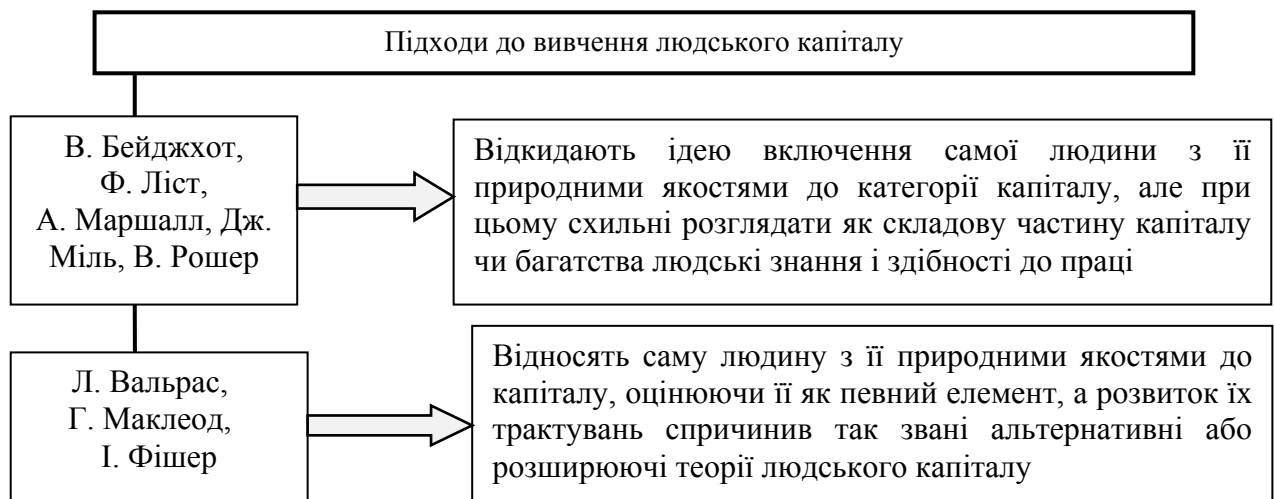 Підходи до вивчення людського капіталу
В. Бейджхот,
Ф. Ліст,
А. Маршалл, Дж.
Міль, В. Рошер
Відкидають ідею включення самої людини з її
природними якостями до категорії капіталу, але при
цьому схильні розглядати як складову частину капіталу
чи багатства людські знання і здібності до праці
Л. Вальрас,
Г. Маклеод,
І. Фішер
Відносять саму людину з її природними якостями до
капіталу, оцінюючи її як певний елемент, а розвиток їх
трактувань спричинив так звані альтернативні або
розширюючі теорії людського капіталу